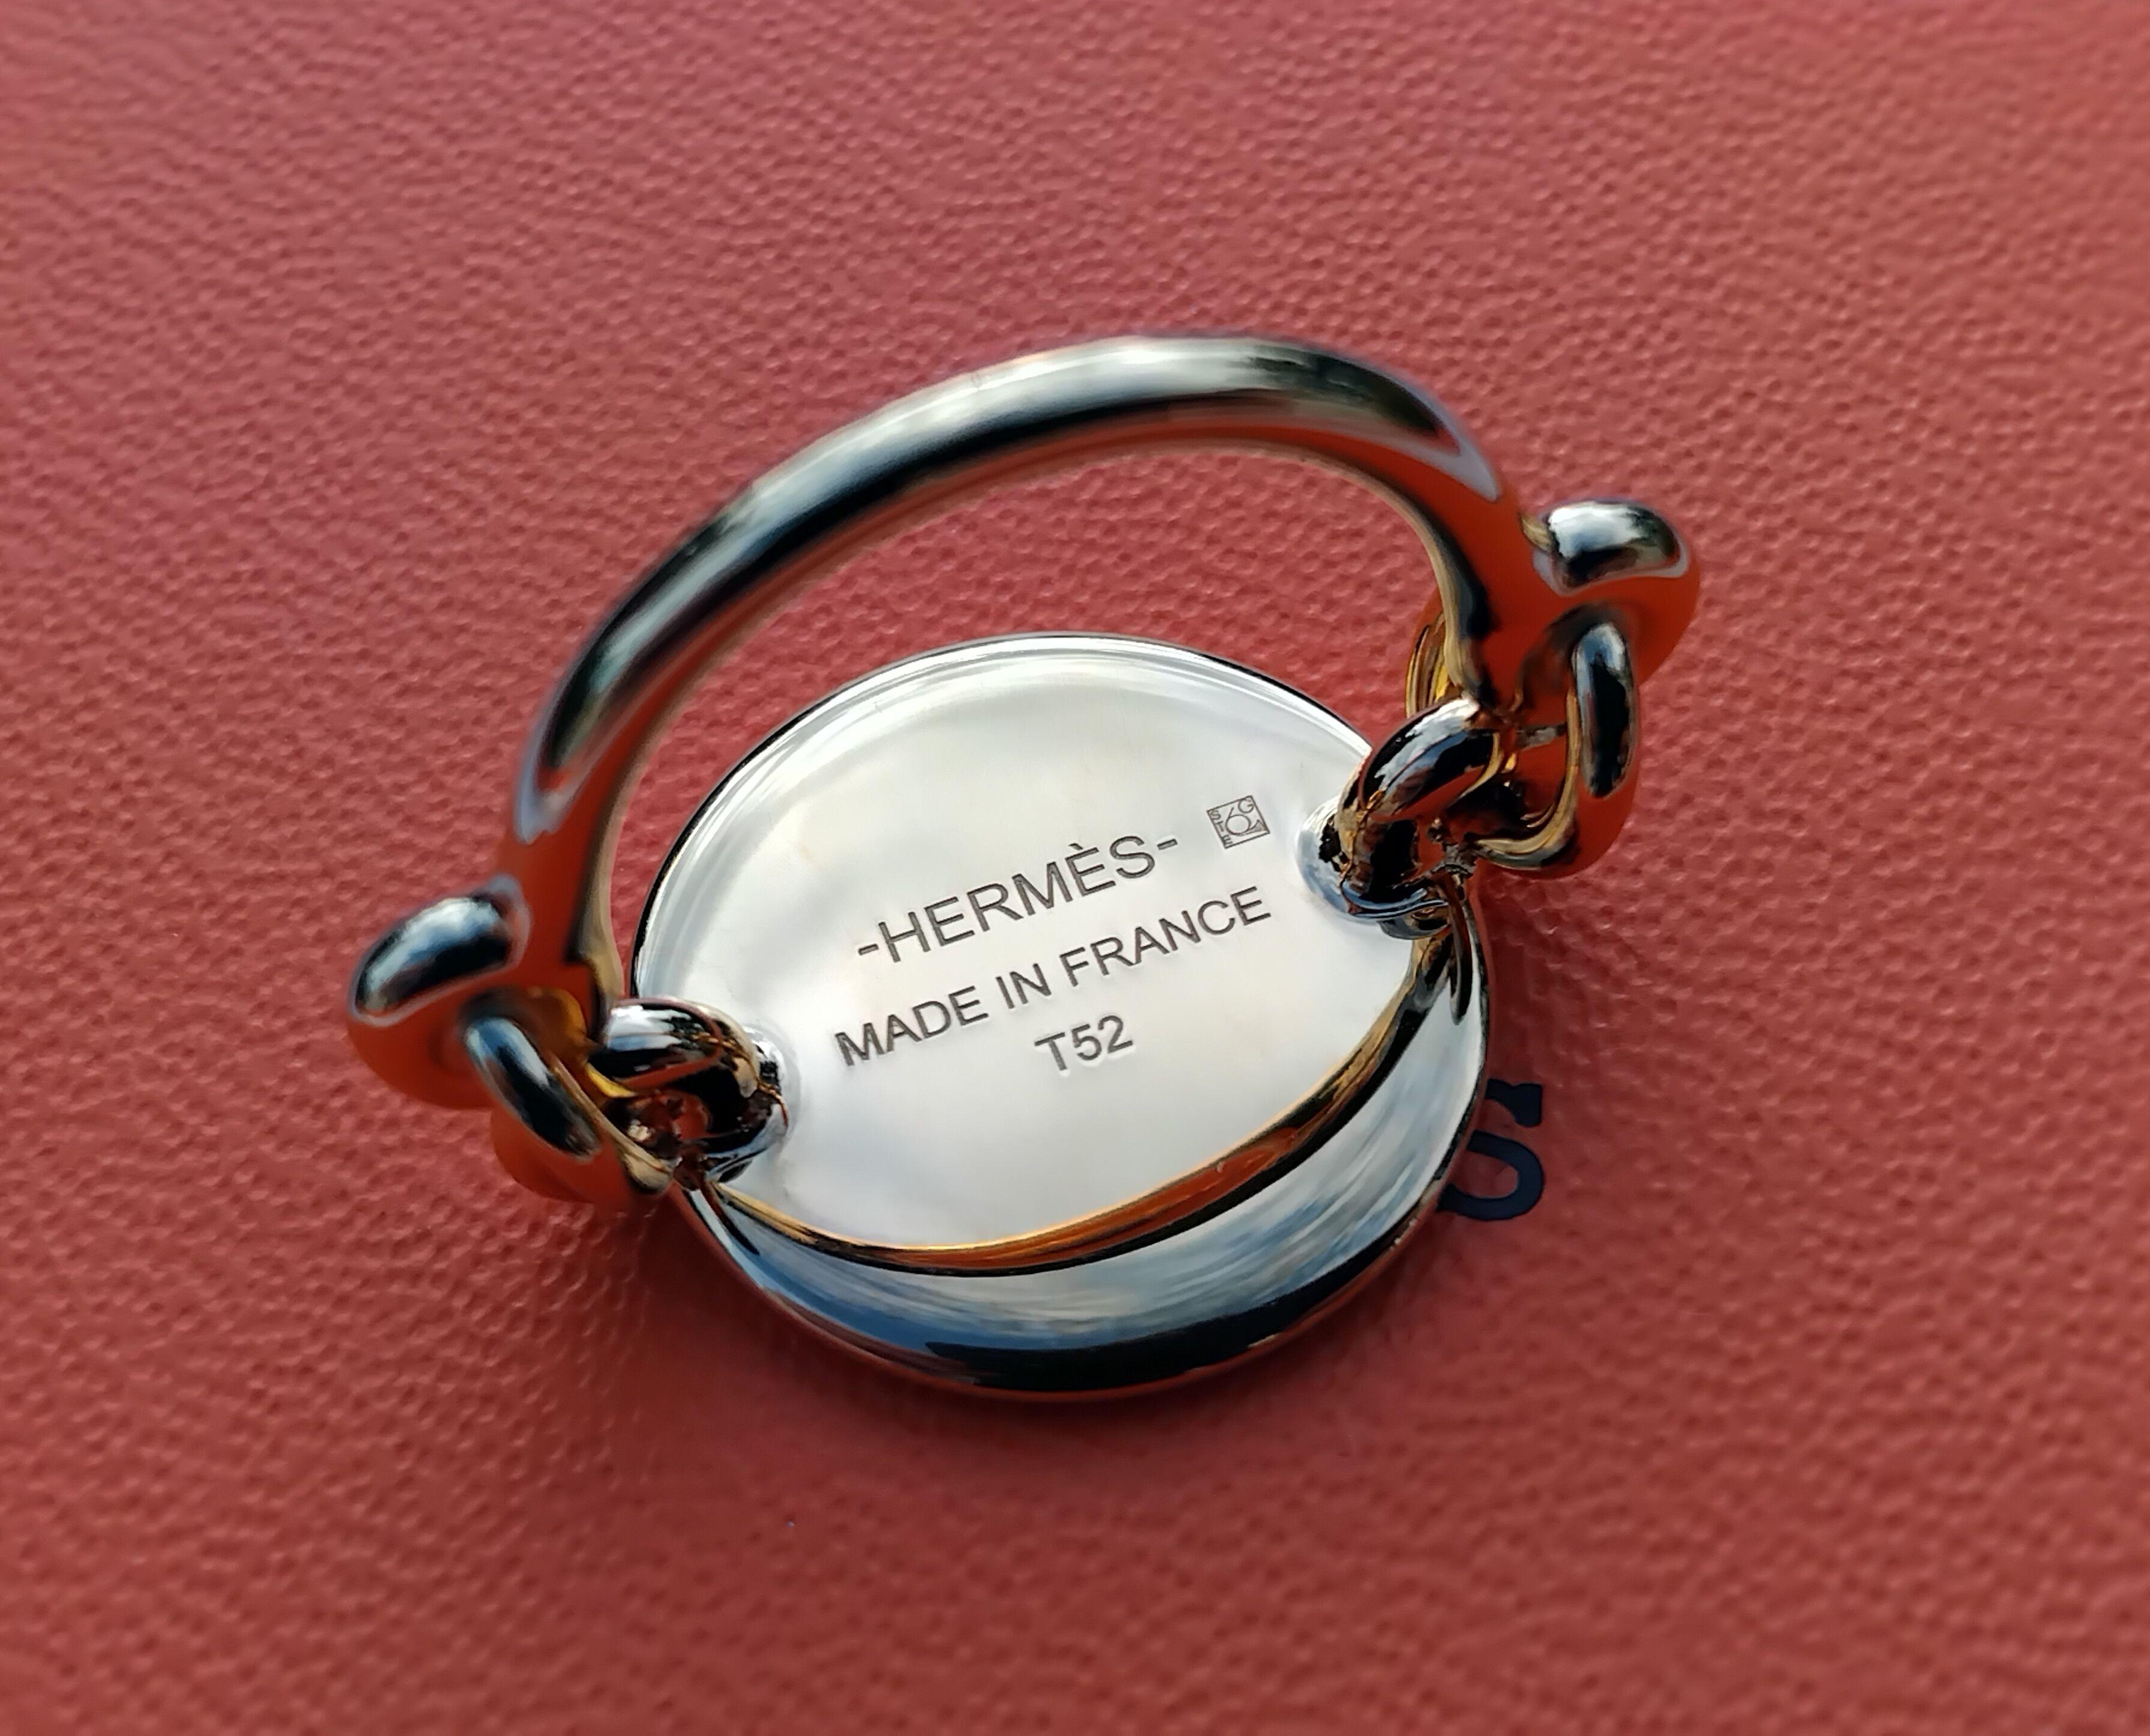 -HERMÈS-
MADE IN FRANCE
T52
S